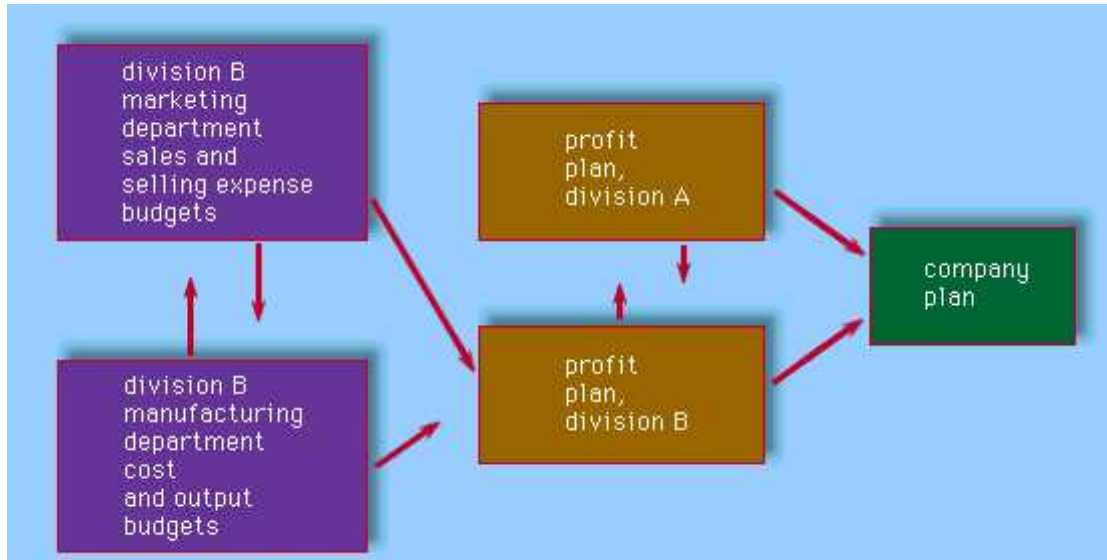 division B
marketing
department
sales and
selling expense
budgets
profit
plan,
division A
company
plan
division B
manufacturing
department
cost
and output
budgets
profit
plan,
division B